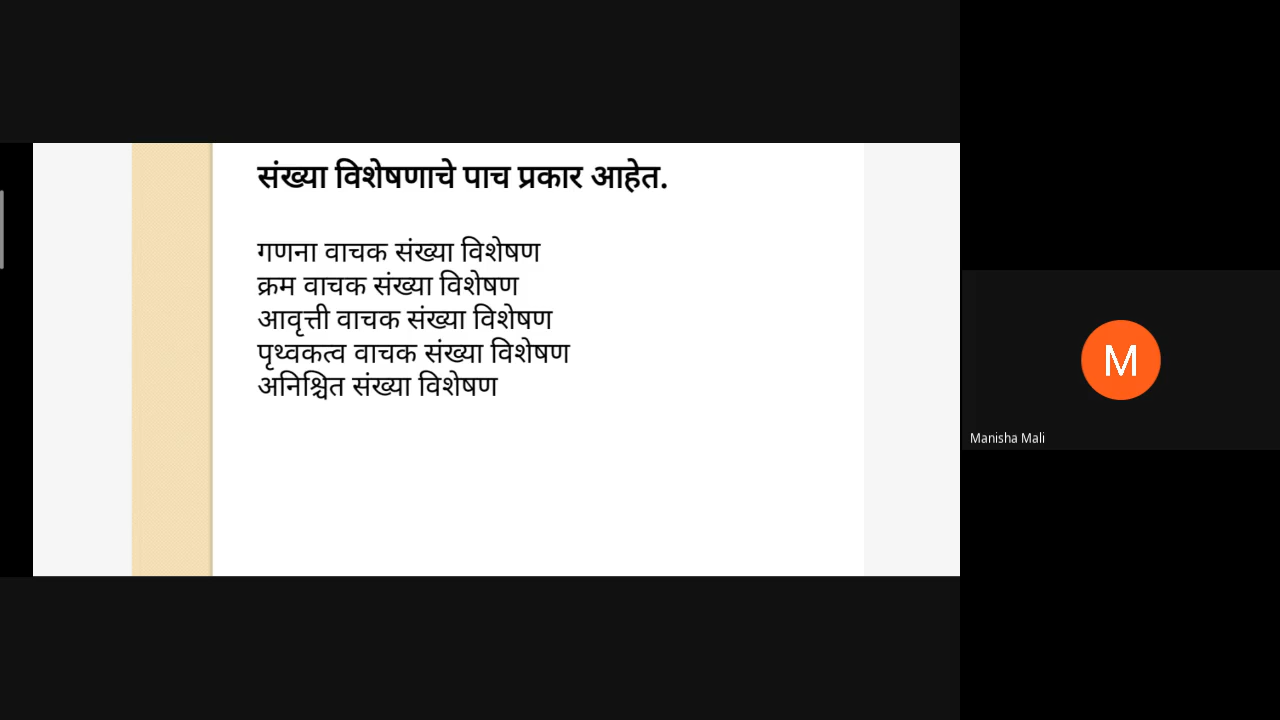 संख्या विशेषणाचे पाच प्रकार आहेत.
गणना वाचक संख्या विशेषण
क्रम वाचक संख्या विशेषण
आवृत्ती वाचक संख्या विशेषण
पृथ्वकत्व वाचक संख्या विशेषण
अनिश्चित संख्या विशेषण
M
Manisha Mali